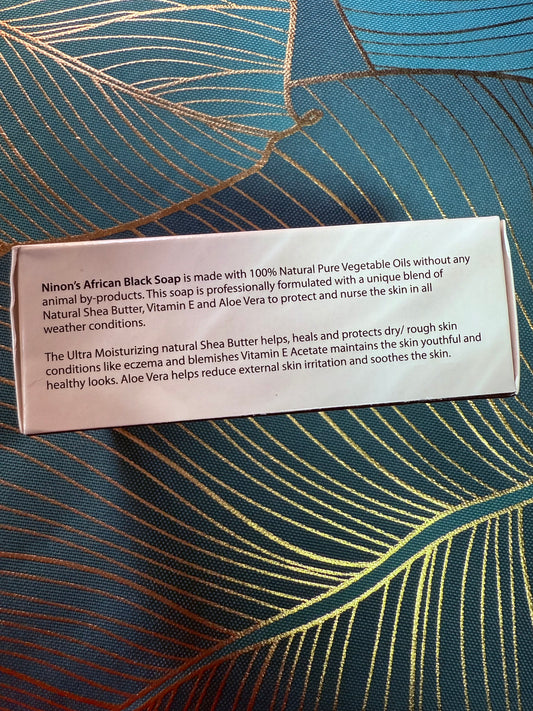 Ninon's African Black Soap is made with 100% Natural Pure Vegetable Oils without any
animal by-products. This soap is professionally formulated with a unique blend of
Natural Shea Butter, Vitamin E and Aloe Vera to protect and nurse the skin in all
weather conditions.
The Ultra Moisturizing natural Shea Butter helps, heals and protects dry/ rough skin
conditions like eczema and blemishes Vitamin E Acetate maintains the skin youthful and
healthy looks. Aloe Vera helps reduce external skin irritation and soothes the skin.